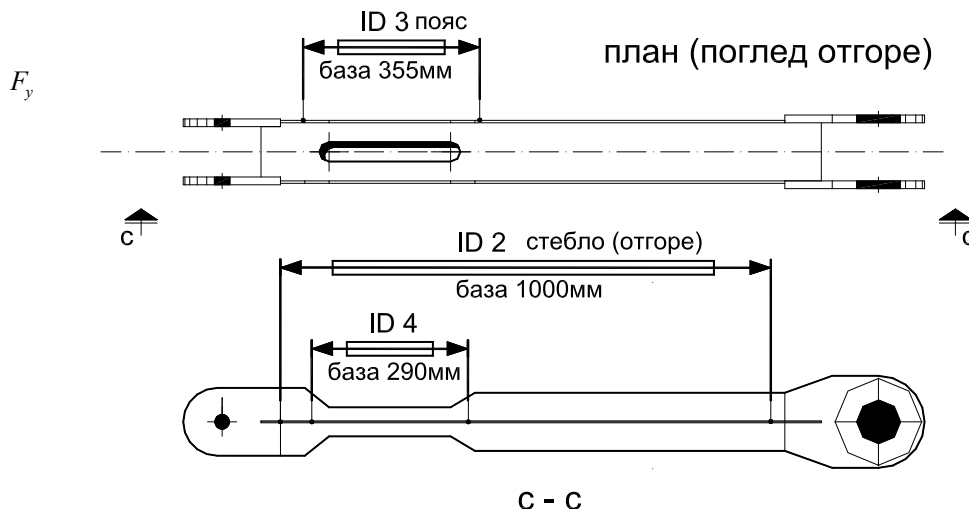 ID 3 пояс
база 355мм
план (поглед отгоре)
F_y
c
c
ID 2 стебло (отгоре)
база 1000мм
ID 4
база 290мм
c - c